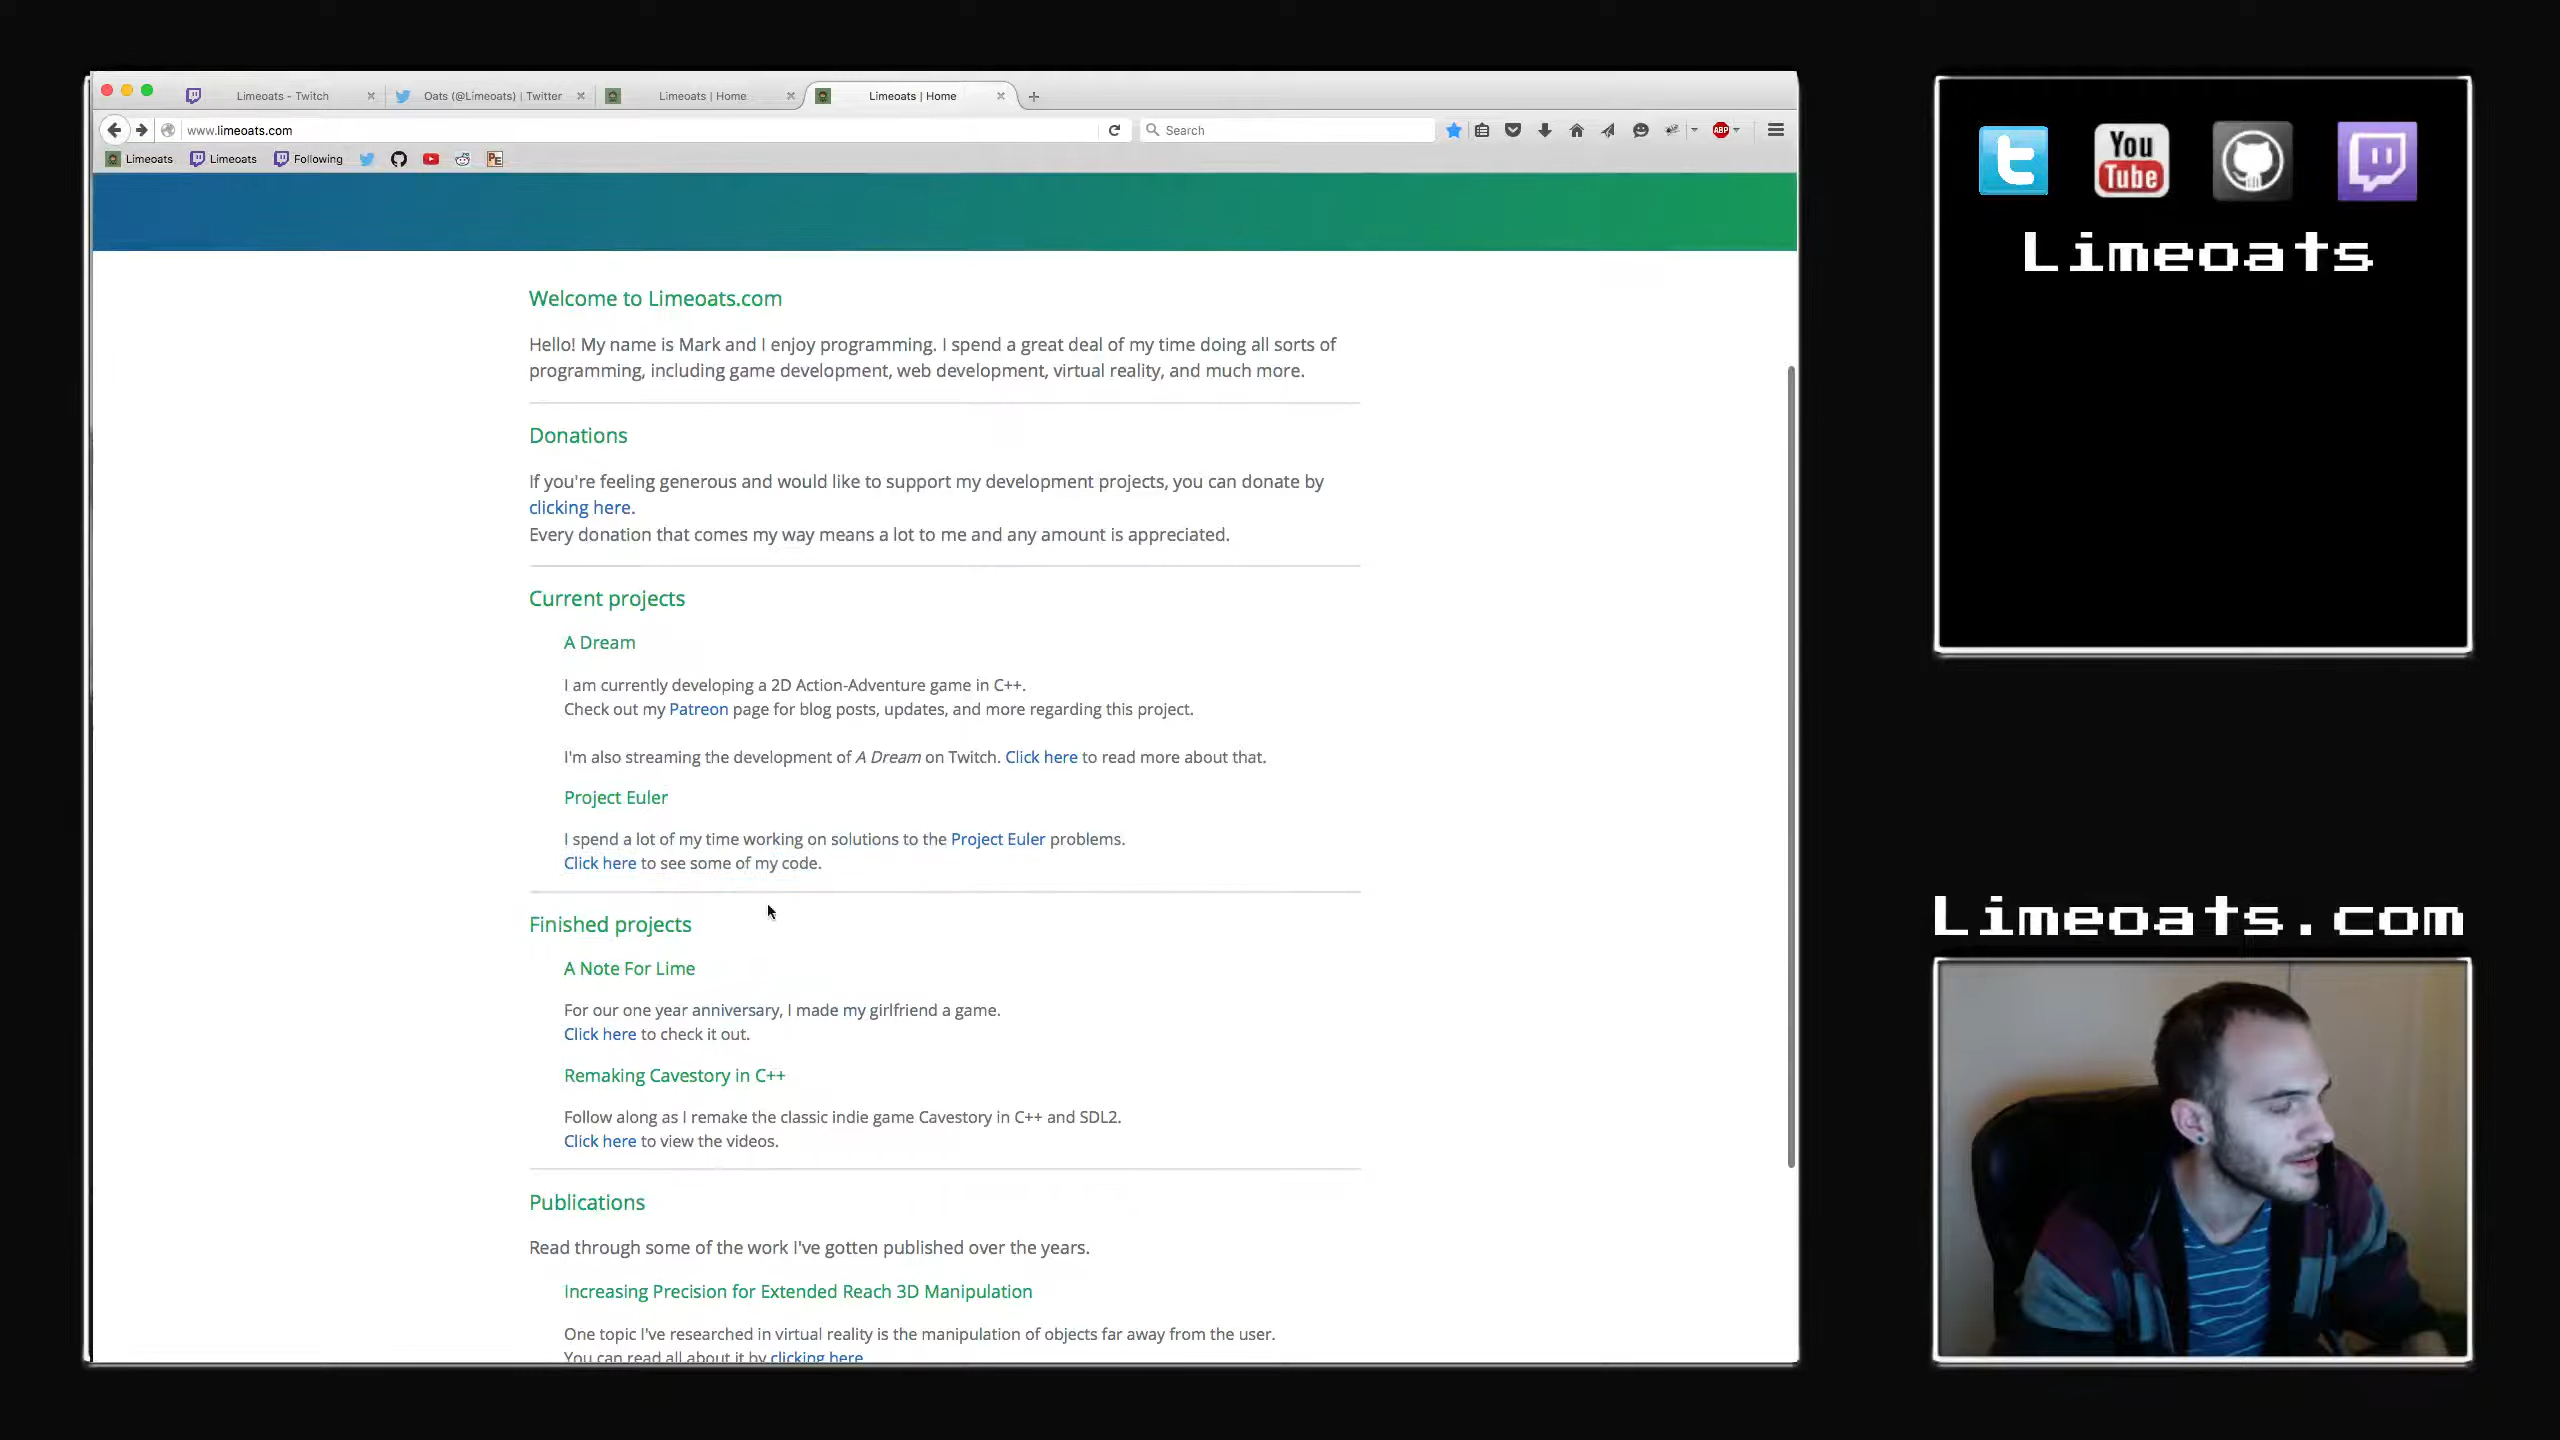 Limeoats - Twitch
Oats (@Limeoats) | Twitter
Limeoats | Home
Limeoats | Home
www.limeoats.com
Search
ABP
Limeoats
Limeoats
Following
PE
Welcome to Limeoats.com
Hello! My name is Mark and I enjoy programming. I spend a great deal of my time doing all sorts of
programming, including game development, web development, virtual reality, and much more.
Donations
If you're feeling generous and would like to support my development projects, you can donate by
clicking here.
Every donation that comes my way means a lot to me and any amount is appreciated.
Current projects
A Dream
I am currently developing a 2D Action-Adventure game in C++.
Check out my Patreon page for blog posts, updates, and more regarding this project.
I'm also streaming the development of A Dream on Twitch. Click here to read more about that.
Project Euler
I spend a lot of my time working on solutions to the Project Euler problems.
Click here to see some of my code.
Finished projects
A Note For Lime
For our one year anniversary, I made my girlfriend a game.
Click here to check it out.
Remaking Cavestory in C++
Follow along as I remake the classic indie game Cavestory in C++ and SDL2.
Click here to view the videos.
Publications
Read through some of the work I've gotten published over the years.
Increasing Precision for Extended Reach 3D Manipulation
One topic I've researched in virtual reality is the manipulation of objects far away from the user.
You can read all about it by clicking here
You
Tube
Limeoats
Limeoats.com